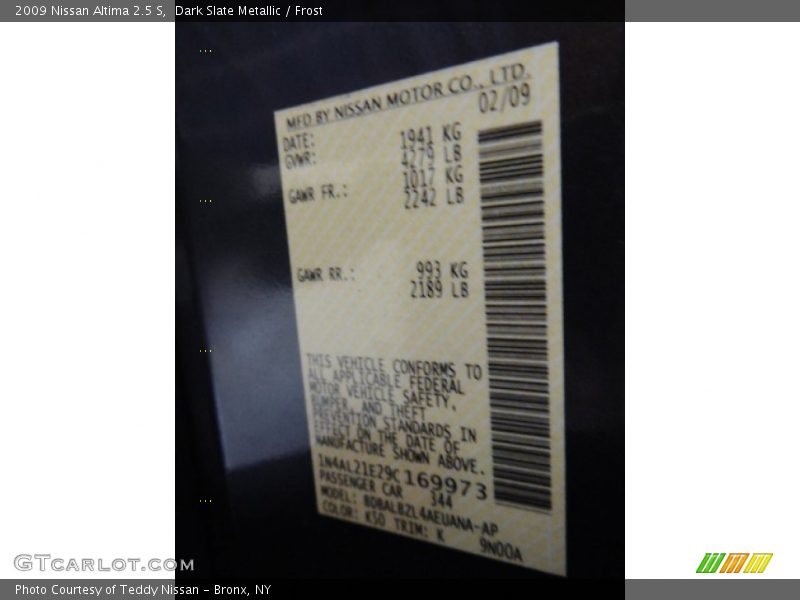 2009 Nissan Altima 2.5 S, Dark Slate Metallic / Frost
MFD BY NISSAN MOTOR CO., LTD.
DATE: 02/09
GVWR: 1941 KG
4279 LB
GAWR FR.: 1017 KG
2242 LB
GAWR RR.: 993 KG
2189 LB
THIS VEHICLE CONFORMS TO
ALL APPLICABLE FEDERAL
MOTOR VEHICLE SAFETY,
BUMPER, AND THEFT
PREVENTION STANDARDS IN
EFFECT ON THE DATE OF
MANUFACTURE SHOWN ABOVE.
1N4AL21E29C169973
PASSENGER CAR 344
MODEL: BDBALBZL4AEUANA-AP
COLOR: K50 TRIM: K 9N00A
GTcarlot.com
Photo Courtesy of Teddy Nissan – Bronx, NY